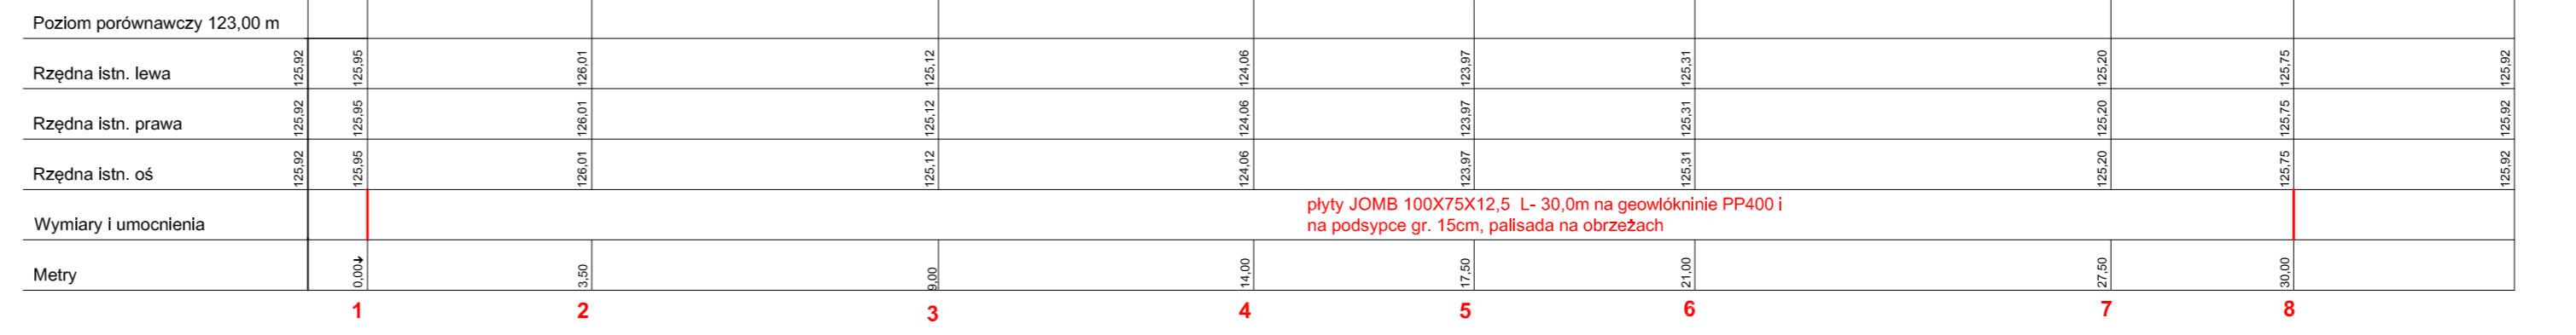 Poziom porównawczy 123,00 m
Rzędna istn. lewa 125,92 125,95 126,01 125,12 124,06 123,97 125,31 125,20 125,75 125,92
Rzędna istn. prawa 125,92 125,95 126,01 125,12 124,06 123,97 125,31 125,20 125,75 125,92
Rzędna istn. oś 125,92 125,95 126,01 125,12 124,06 123,97 125,31 125,20 125,75 125,92
Wymiary i umocnienia
płyty JOMB 100X75X12,5 L- 30,0m na geowlókninie PP400 i
na podsypce gr. 15cm, palisada na obrzeżach
Metry 0,00 3,50 9,00 14,00 17,50 21,00 27,50 30,00
1 2 3 4 5 6 7 8